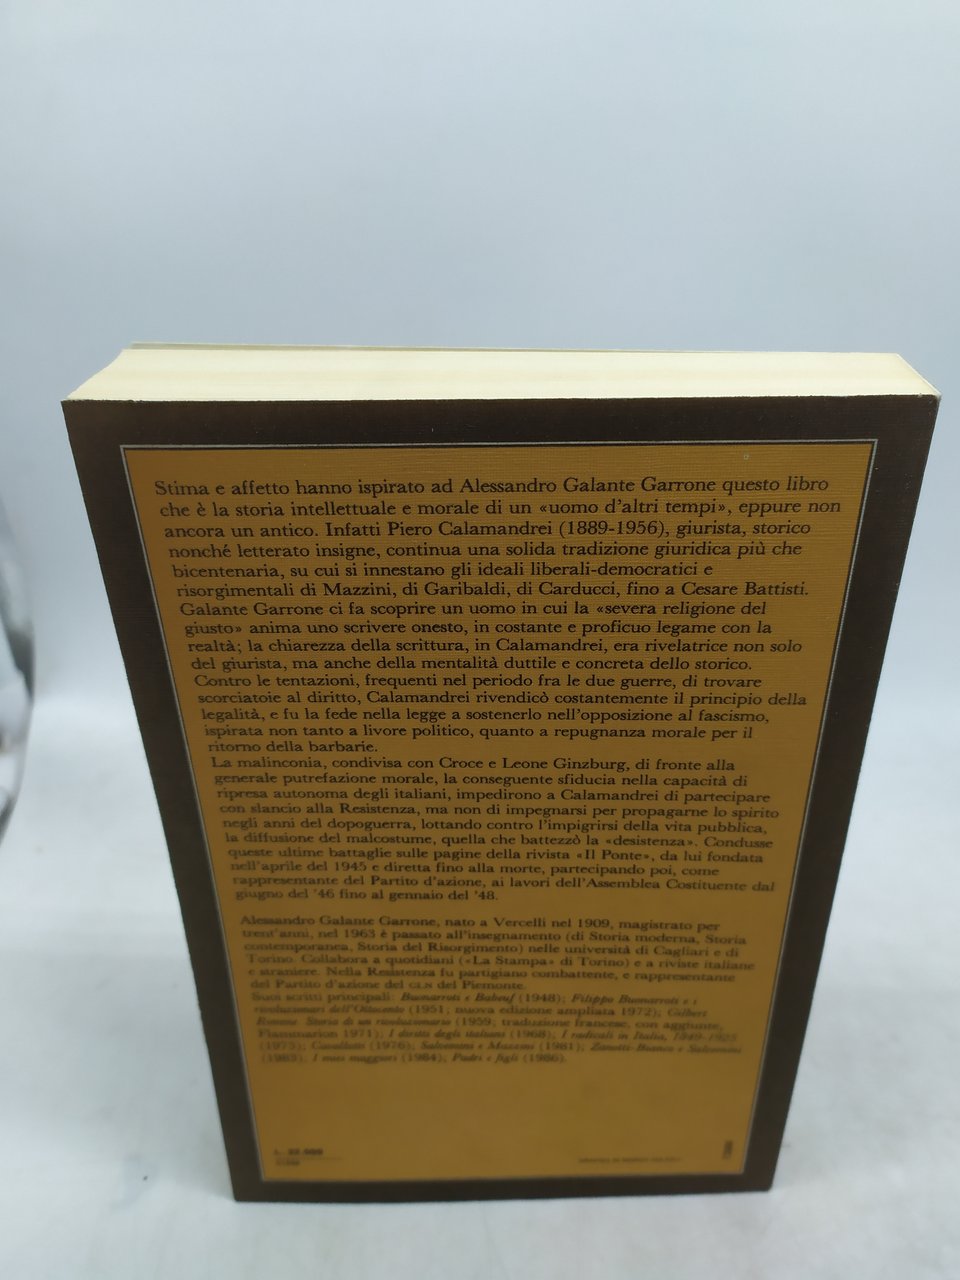 Stima e affetto hanno ispirato ad Alessandro Galante Garrone questo libro
che è la storia intellettuale e morale di un «uomo d'altri tempi», eppure non
ancora un antico. Infatti Piero Calamandrei (1889-1956), giurista, storico
nonché letterato insigne, continua una solida tradizione giuridica più che
bicentenaria, su cui si innestano gli ideali liberali-democratici e
risorgimentali di Mazzini, di Garibaldi, di Carducci, fino a Cesare Battisti.
Galante Garrone ci fa scoprire un uomo in cui la «severa religione del
giusto» anima uno scrivere onesto, in costante e proficuo legame con la
realtà; la chiarezza della scrittura, in Calamandrei, era rivelatrice non solo
del giurista, ma anche della mentalità duttile e concreta dello storico.
Contro le tentazioni, frequenti nel periodo fra le due guerre, di trovare
scorciatoie al diritto, Calamandrei rivendicò costantemente il principio della
legalità, e fu la fede nella legge a sostenerlo nell'opposizione al fascismo,
ispirata non tanto a livore politico, quanto a repugnanza morale per il
ritorno della barbarie.
La malinconia, condivisa con Croce e Leone Ginzburg, di fronte alla
generale putrefazione morale, la conseguente sfiducia nella capacità di
ripresa autonoma degli italiani, impedirono a Calamandrei di partecipare
con slancio alla Resistenza, ma non di impegnarsi per propagarne lo spirito
negli anni del dopoguerra, lottando contro l'impigrirsi della vita pubblica,
la diffusione del malcostume, quella che battezzò la «desistenza». Condusse
queste ultime battaglie sulle pagine della rivista «Il Ponte», da lui fondata
nell'aprile del 1945 e diretta fino alla morte, partecipando poi, come
rappresentante del Partito d'azione, ai lavori dell'Assemblea Costituente dal
giugno del '46 fino al gennaio del '48.
Alessandro Galante Garrone, nato a Vercelli nel 1909, magistrato per
trent'anni, nel 1963 è passato all'insegnamento (di Storia moderna, Storia
contemporanea, Storia del Risorgimento) nelle università di Cagliari e di
Torino. Collabora a quotidiani («La Stampa» di Torino) e a riviste italiane
e straniere. Nella Resistenza fu partigiano combattente, e rappresentante
del Partito d'azione del CLN del Piemonte.
Suoi scritti principali: Buonarroti e Babeuf (1948); Filippo Buonarroti e i
rivoluzionari dell'Ottocento (1951; nuova edizione ampliata 1972); Gilbert
Romme. Storia di un rivoluzionario (1959; traduzione francese, con aggiunte,
Flammarion 1971); I diritti degli italiani (1968); I radicali in Italia, 1849-1925
(1973); Cavallotti (1976); Salvemini e Mazzini (1981); Zanotti-Bianco e Salvemini
(1983); I miei maggiori (1984); Padri e figli (1986).
L.